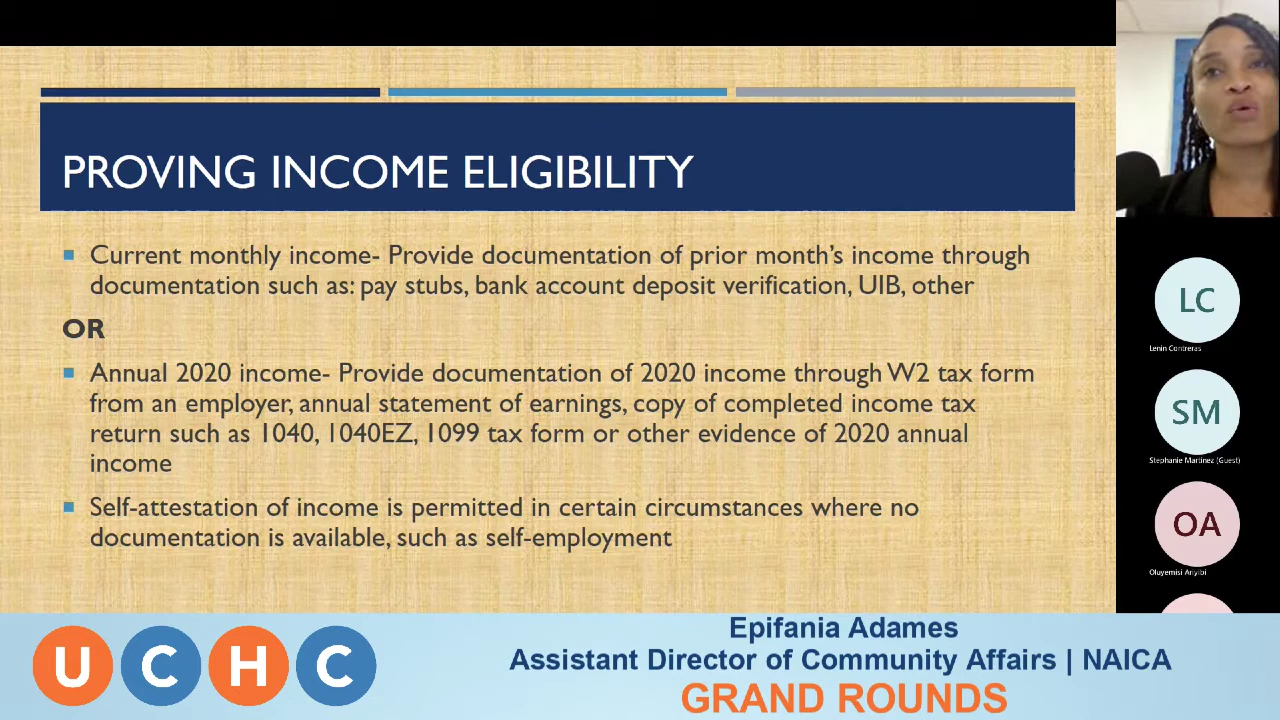 PROVING INCOME ELIGIBILITY
Current monthly income- Provide documentation of prior month's income through
documentation such as: pay stubs, bank account deposit verification, UIB, other
OR
Annual 2020 income- Provide documentation of 2020 income through W2 tax form
from an employer, annual statement of earnings, copy of completed income tax
return such as 1040, 1040EZ, 1099 tax form or other evidence of 2020 annual
income
Self-attestation of income is permitted in certain circumstances where no
documentation is available, such as self-employment
LC
Lenin Contreras
SM
Stephanie Martinez (Guest)
OA
Oluyemisi Aniyibi
UCHC
Epifania Adames
Assistant Director of Community Affairs | NAICA
GRAND ROUNDS